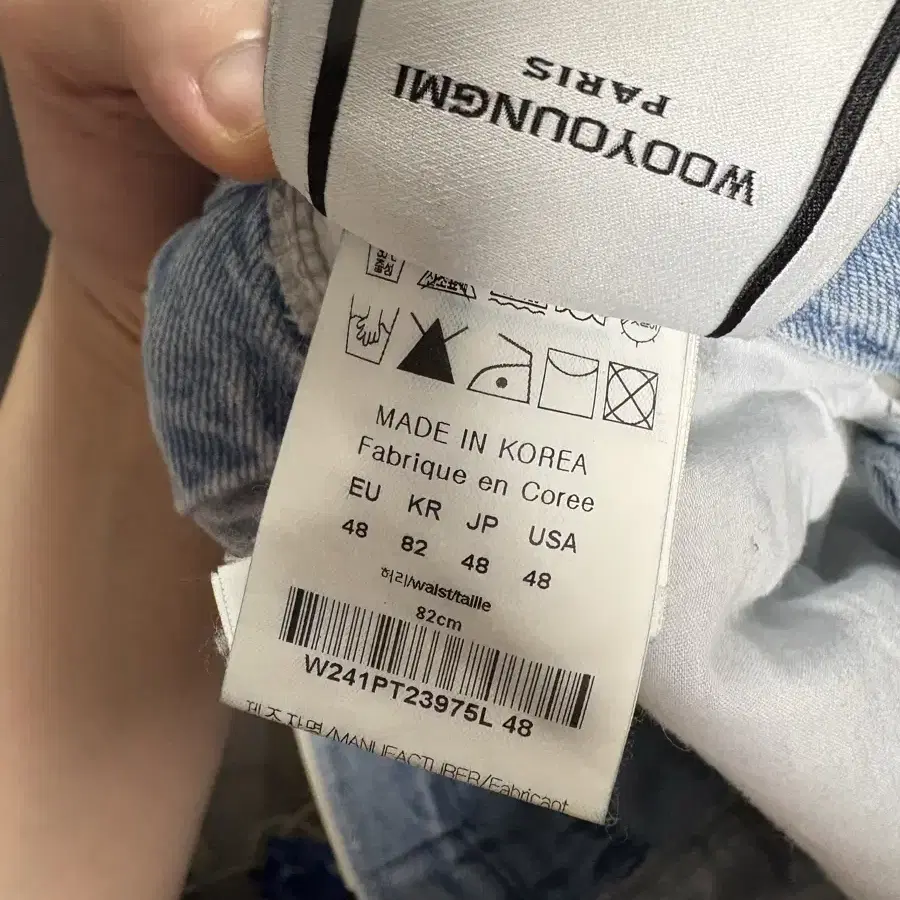 WOOYOUNGMI
PARIS
MADE IN KOREA
Fabrique en Coree
EU KR JP USA
48 82 48 48
허리/waist/taille
82cm
W241PT23975L 48
제조자명/MANUFACTURER/Fabricant